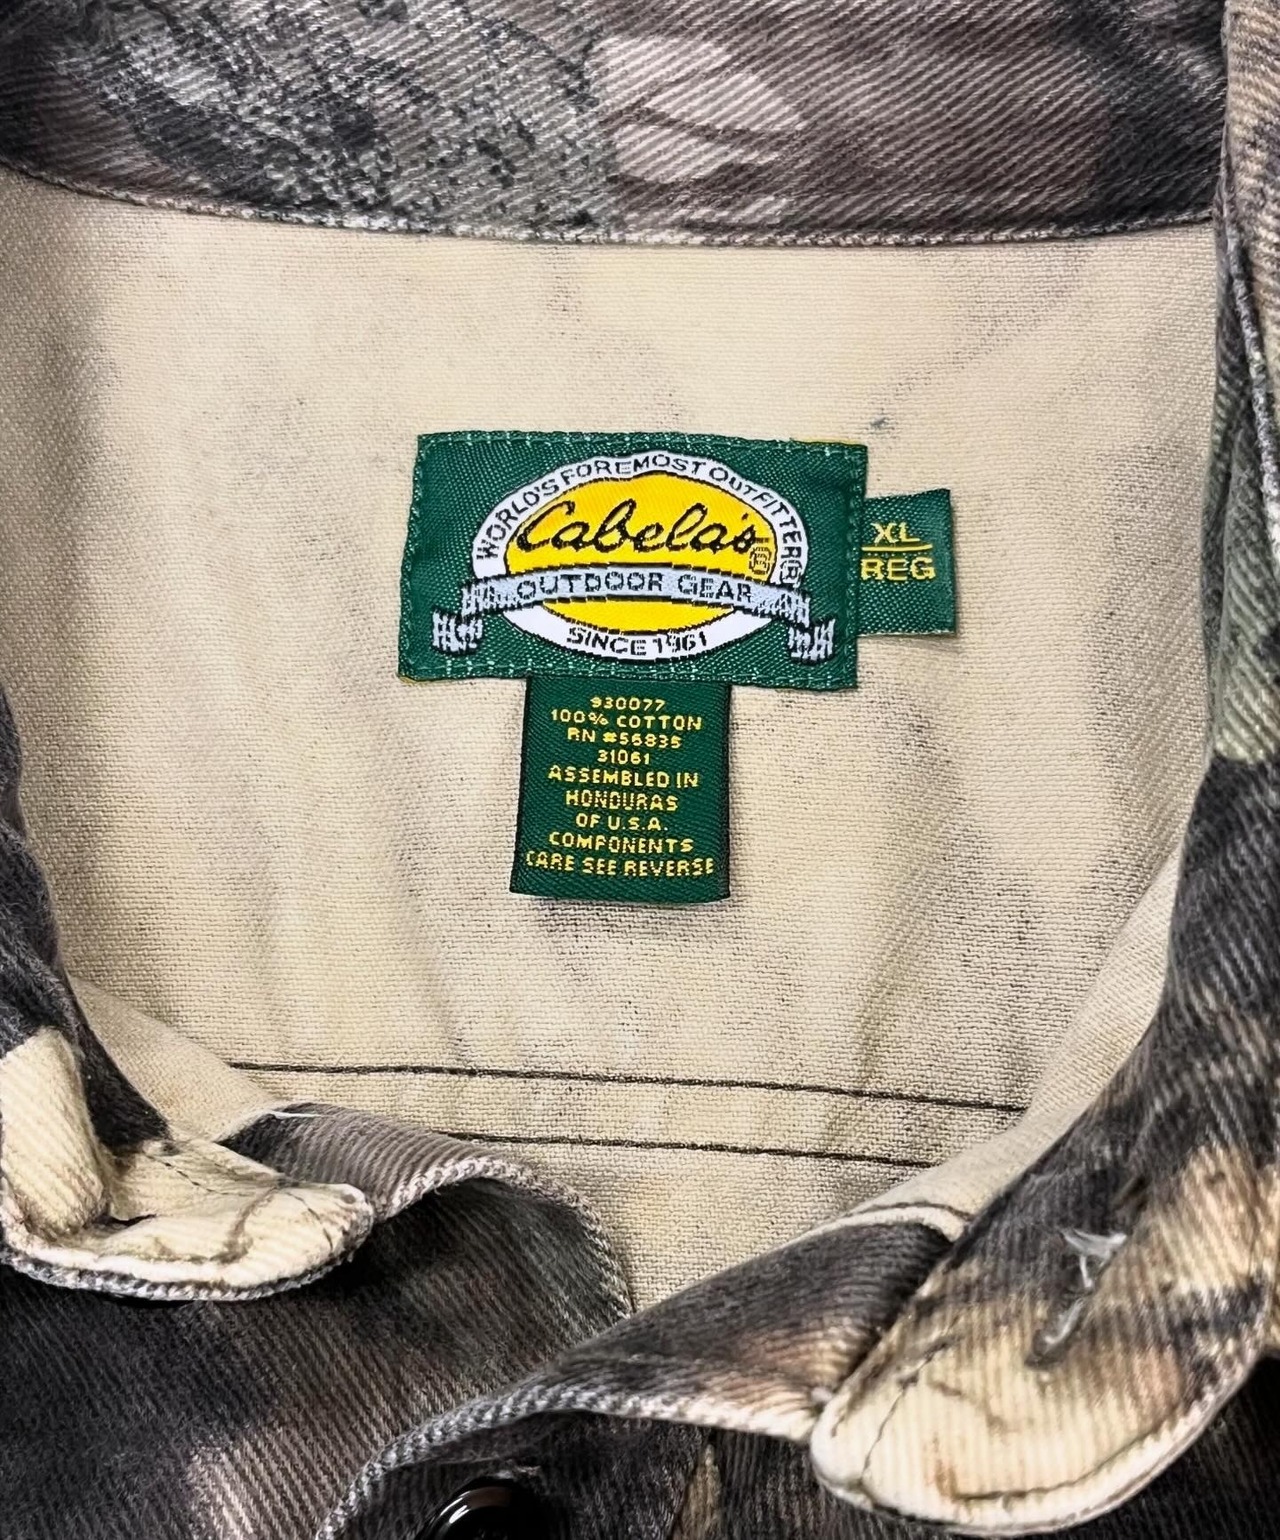 WORLD'S FOREMOST OUTFITTER®
Cabela's®
OUTDOOR GEAR
SINCE 1961
XL
REG
930077
100% COTTON
RN #56835
31061
ASSEMBLED IN
HONDURAS
OF U.S.A.
COMPONENTS
CARE SEE REVERSE